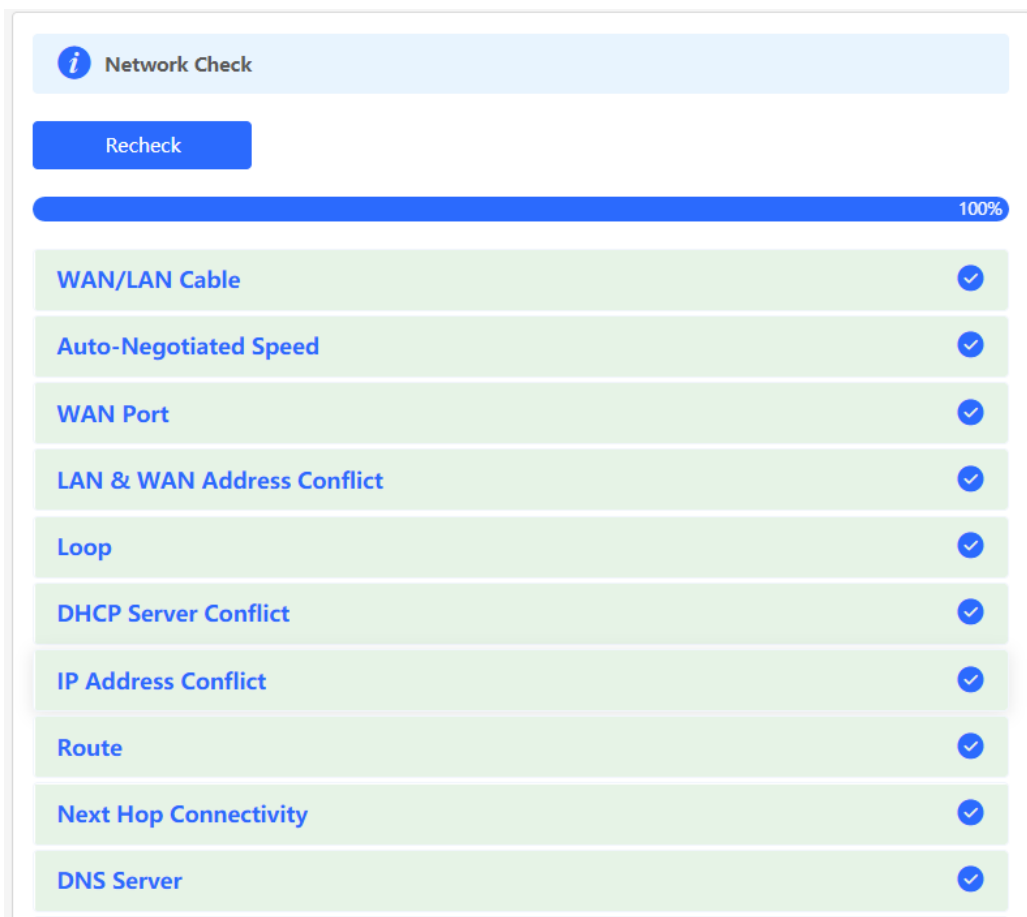 i Network Check
Recheck
100%
WAN/LAN Cable
Auto-Negotiated Speed
WAN Port
LAN & WAN Address Conflict
Loop
DHCP Server Conflict
IP Address Conflict
Route
Next Hop Connectivity
DNS Server